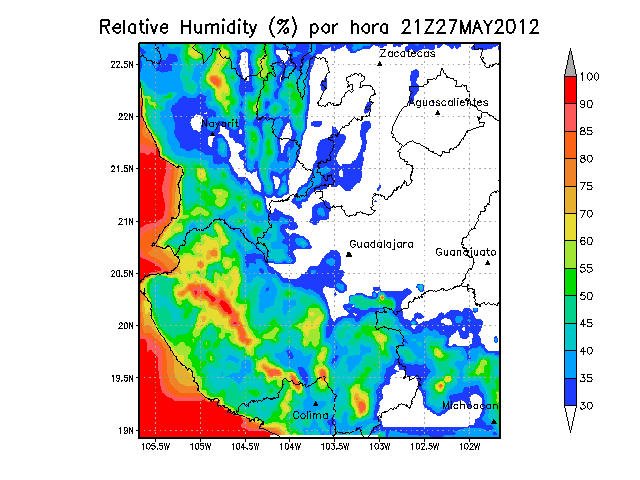 Relative Humidity (%) por hora 21Z27MAY2012
Zacatecas
22.5N
100
90
Aguascalientes
22N
85
Nayarit
80
21.5N
75
21N
70
Guadalajara
65
Guanajuato
60
20.5N
55
50
20N
45
40
19.5N
35
Michoacan
30
Colima
19N
105.5W 105W 104.5W 104W 103.5W 103W 102.5W 102W